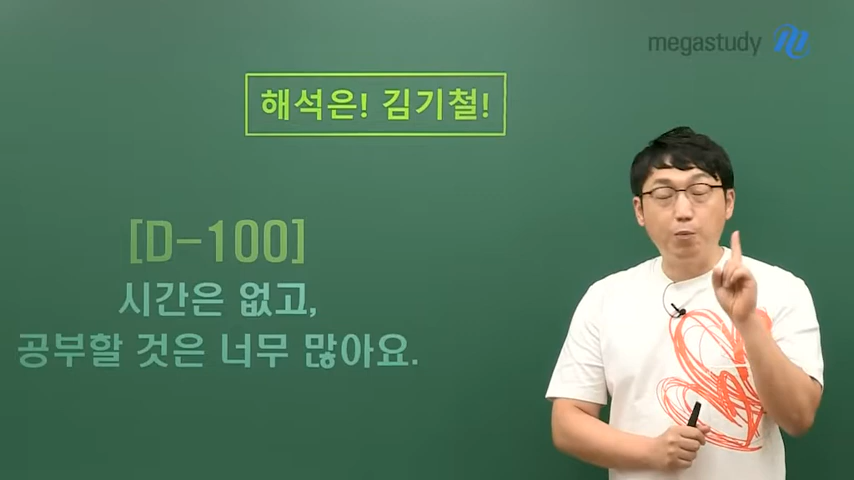 megastudy
해석은! 김기철!
[D-100]
시간은 없고,
공부할 것은 너무 많아요.